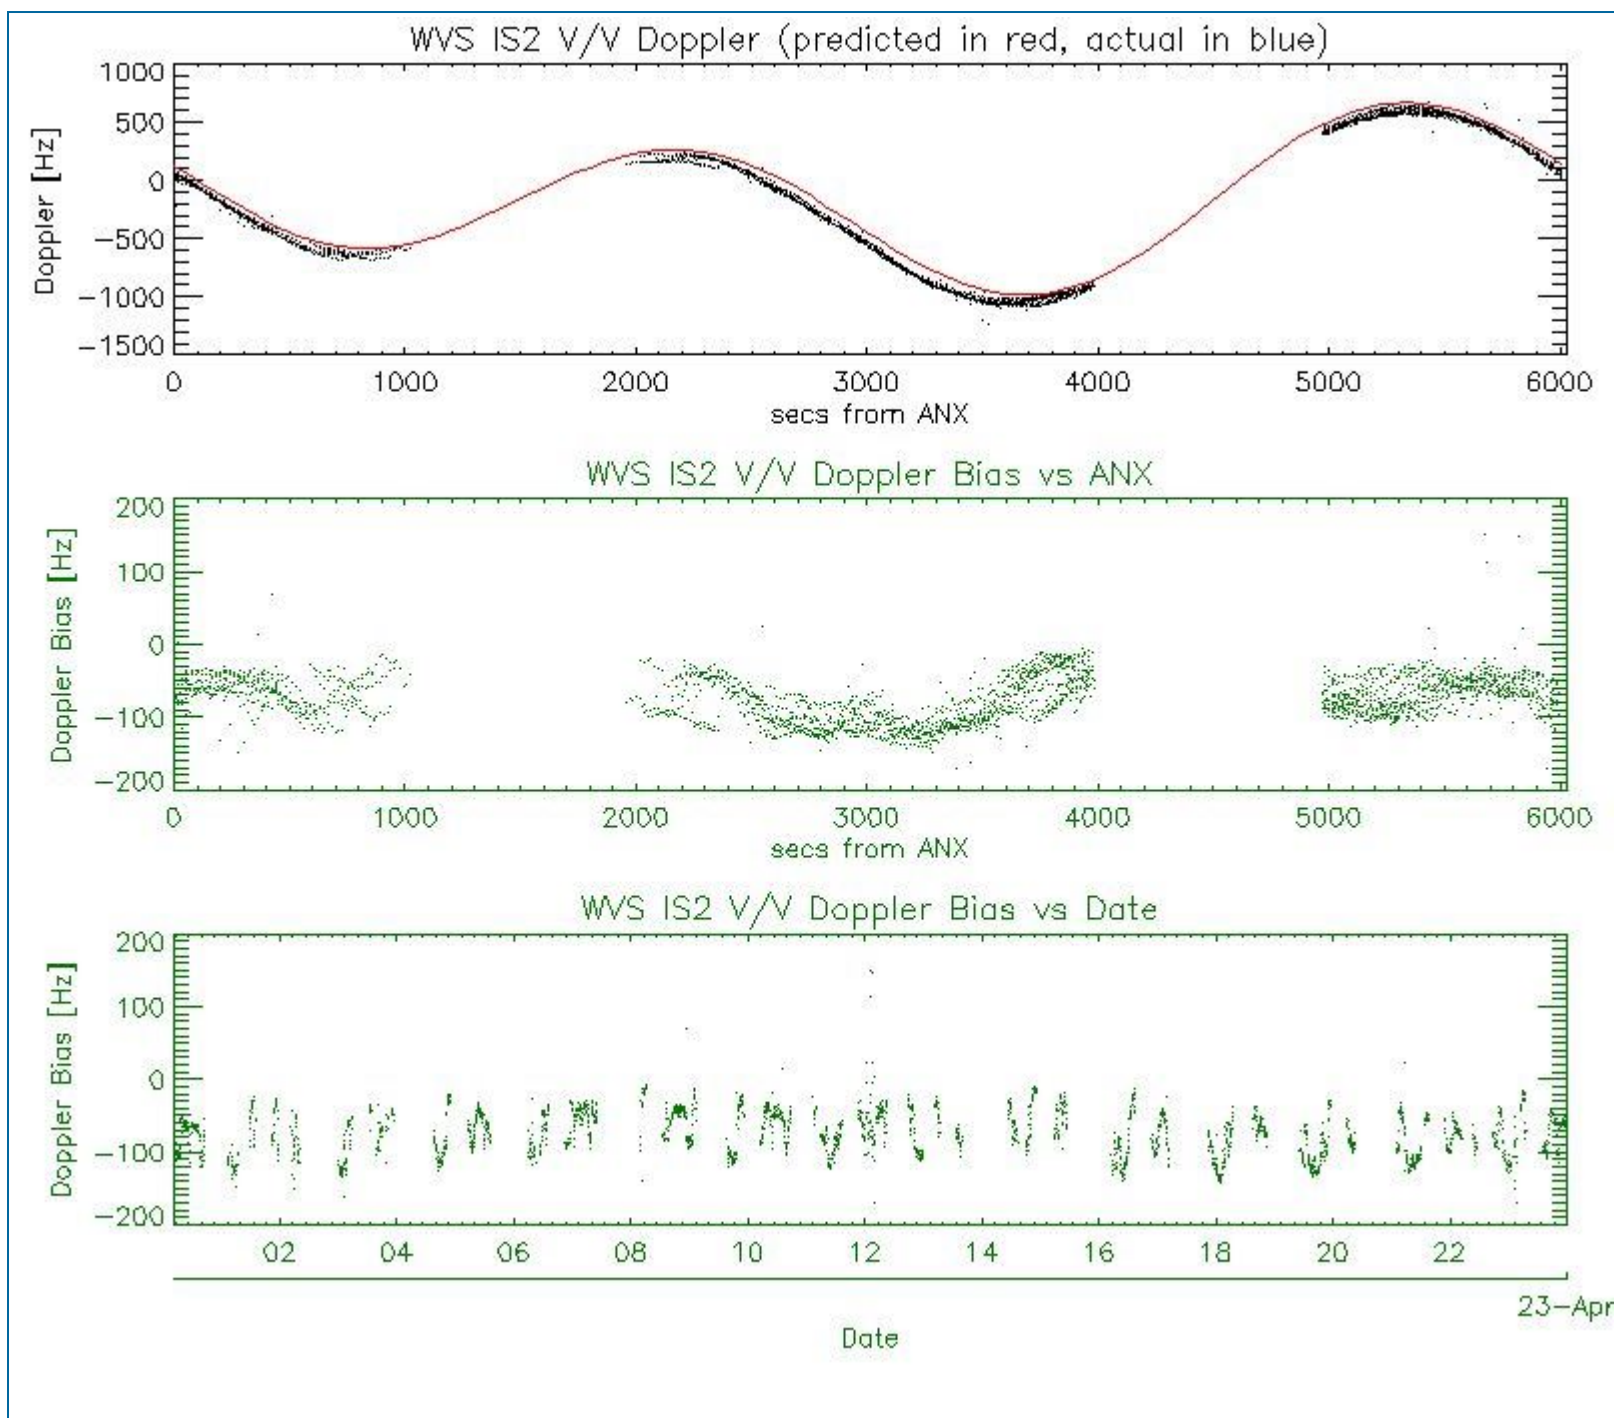 WVS IS2 V/V Doppler (predicted in red, actual in blue)
1000
500
0
-500
-1000
-1500
Doppler [Hz]
0 1000 2000 3000 4000 5000 6000
secs from ANX
WVS IS2 V/V Doppler Bias vs ANX
200
100
0
-100
-200
Doppler Bias [Hz]
0 1000 2000 3000 4000 5000 6000
secs from ANX
WVS IS2 V/V Doppler Bias vs Date
200
100
0
-100
-200
Doppler Bias [Hz]
02 04 06 08 10 12 14 16 18 20 22
23-Apr
Date